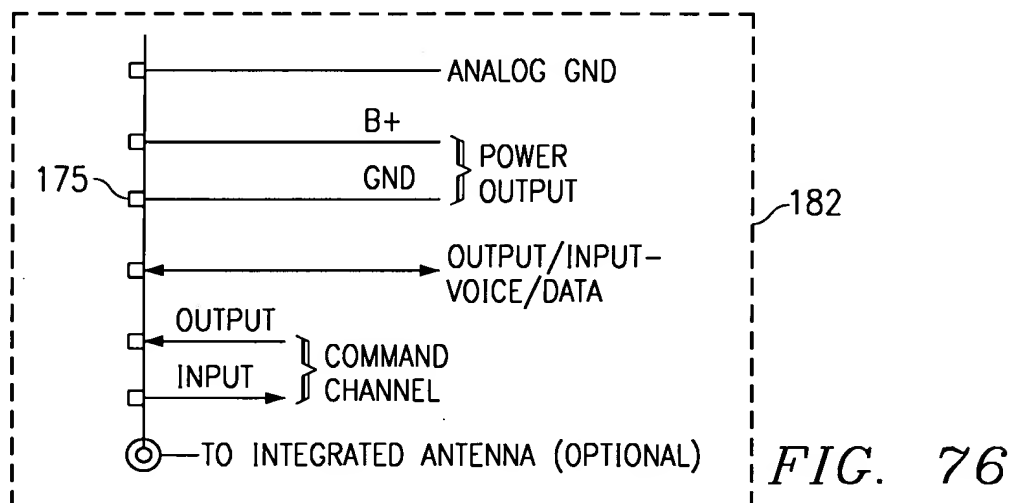 ANALOG GND
B+
POWER
OUTPUT
175
GND
182
OUTPUT/INPUT-
VOICE/DATA
OUTPUT
COMMAND
CHANNEL
INPUT
TO INTEGRATED ANTENNA (OPTIONAL)
FIG. 76